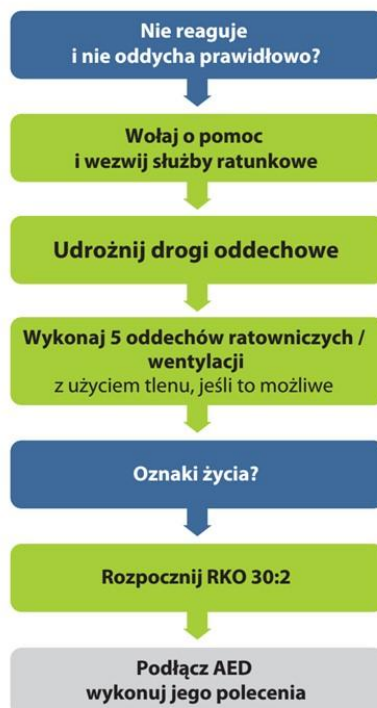 Nie reaguje
i nie oddycha prawidłowo?
Wołaj o pomoc
i wezwij służby ratunkowe
Udrożnij drogi oddechowe
Wykonaj 5 oddechów ratowniczych /
wentylacji
z użyciem tlenu, jeśli to możliwe
Oznaki życia?
Rozpocznij RKO 30:2
Podłącz AED
wykonuj jego polecenia